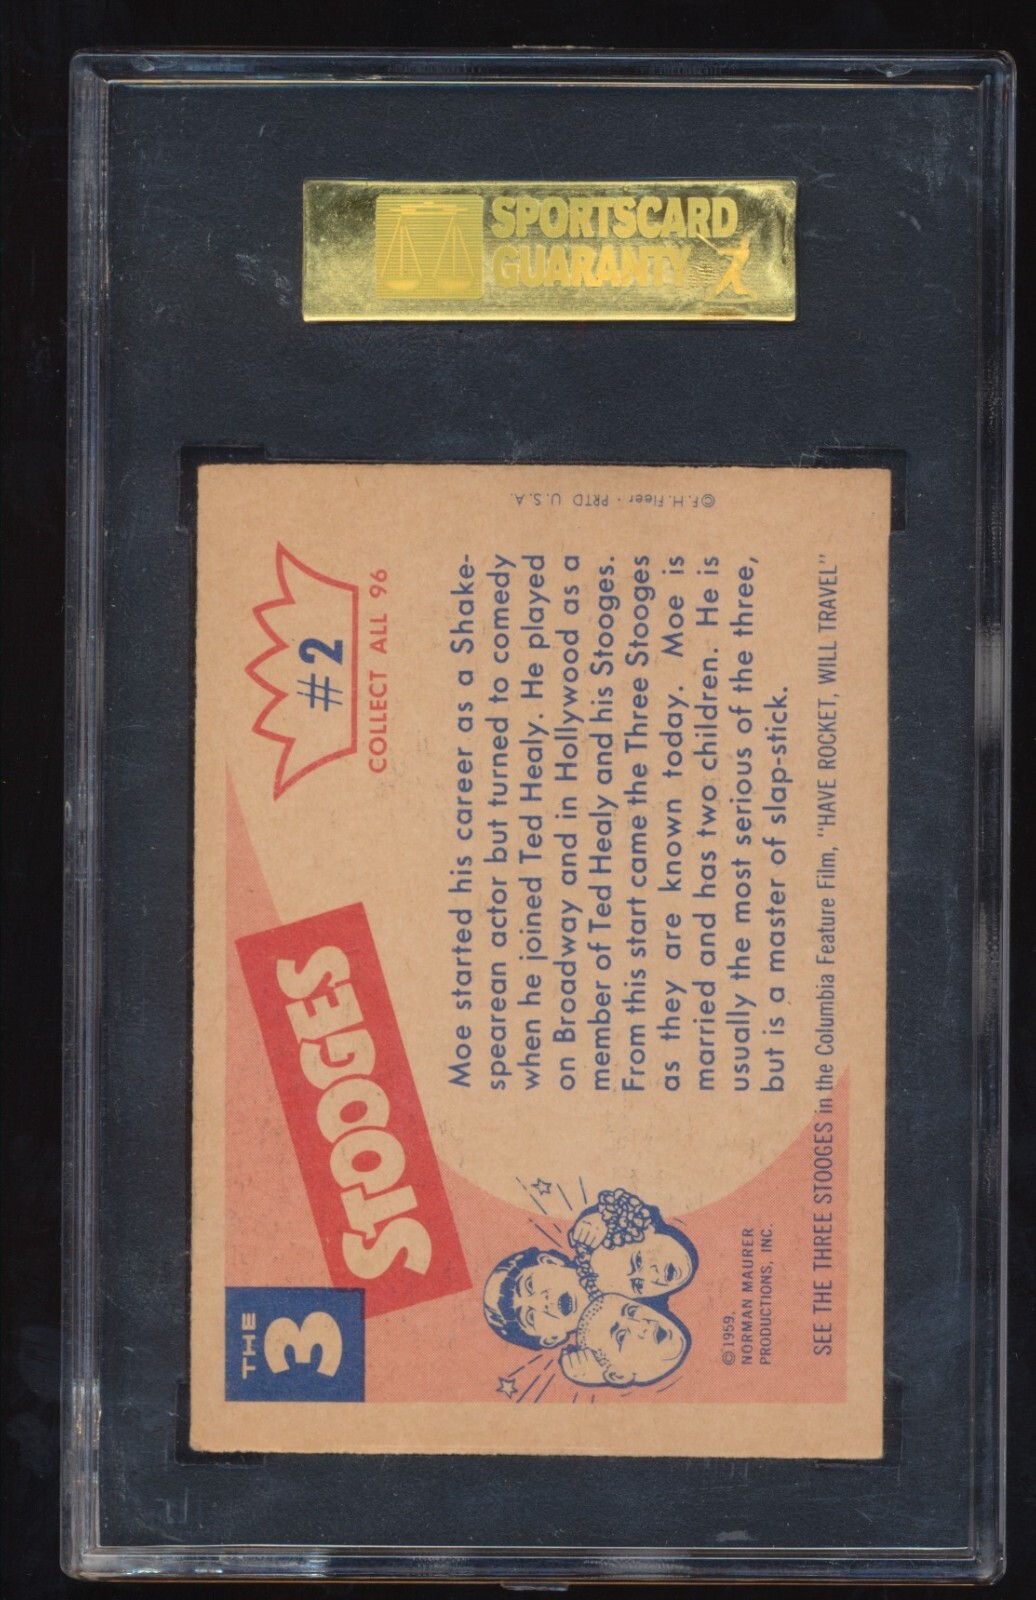 SPORTSCARD
GUARANTY
THE
3
STOOGES
#2
COLLECT ALL 96
Moe started his career as a Shake-
spearean actor but turned to comedy
when he joined Ted Healy. He played
on Broadway and in Hollywood as a
member of Ted Healy and his Stooges.
From this start came the Three Stooges
as they are known today. Moe is
married and has two children. He is
usually the most serious of the three,
but is a master of slap-stick.
© 1959.
NORMAN MAURER
PRODUCTIONS, INC.
SEE THE THREE STOOGES in the Columbia Feature Film, "HAVE ROCKET, WILL TRAVEL"
© F.H. Fleer - PRTD U.S.A.